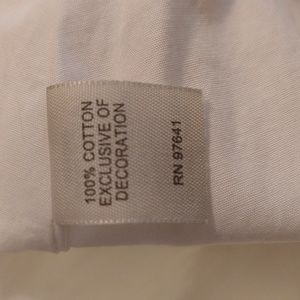 100% COTTON
EXCLUSIVE OF
DECORATION
RN 97641